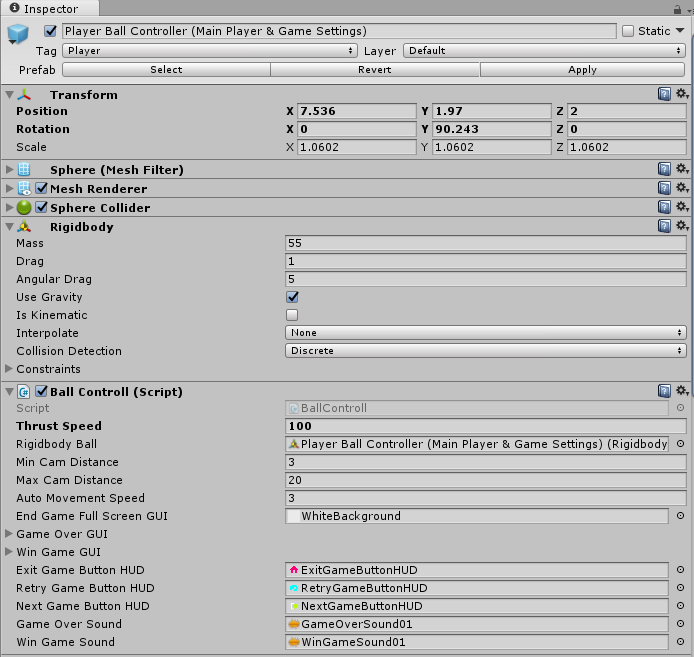 Inspector
Player Ball Controller (Main Player & Game Settings) Static
Tag Player Layer Default
Prefab Select Revert Apply
Transform
Position X 7.536 Y 1.97 Z 2
Rotation X 0 Y 90.243 Z 0
Scale X 1.0602 Y 1.0602 Z 1.0602
Sphere (Mesh Filter)
Mesh Renderer
Sphere Collider
Rigidbody
Mass 55
Drag 1
Angular Drag 5
Use Gravity
Is Kinematic
Interpolate None
Collision Detection Discrete
Constraints
Ball Controll (Script)
Script BallControll
Thrust Speed 100
Rigidbody Ball Player Ball Controller (Main Player & Game Settings) (Rigidbody
Min Cam Distance 3
Max Cam Distance 20
Auto Movement Speed 3
End Game Full Screen GUI WhiteBackground
Game Over GUI
Win Game GUI
Exit Game Button HUD ExitGameButtonHUD
Retry Game Button HUD RetryGameButtonHUD
Next Game Button HUD NextGameButtonHUD
Game Over Sound GameOverSound01
Win Game Sound WinGameSound01